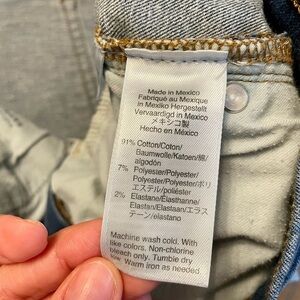 Made in Mexico
Fabriqué au Mexique
in Mexiko Hergestellt
Vervaardigd in Mexico
メキシコ製
Hecho en México
91% Cotton/Coton/
Baumwolle/Katoen/綿/
algodón
7% Polyester/Polyester/
Polyester/Polyester/ポリ
エステル/poliéster
2% Elastane/Élasthanne/
Elastan/Elastaan/エラス
テーン/elastano
Machine wash cold. With
like colors. Non-chlorine
bleach only. Tumble dry
low. Warm iron as needed.